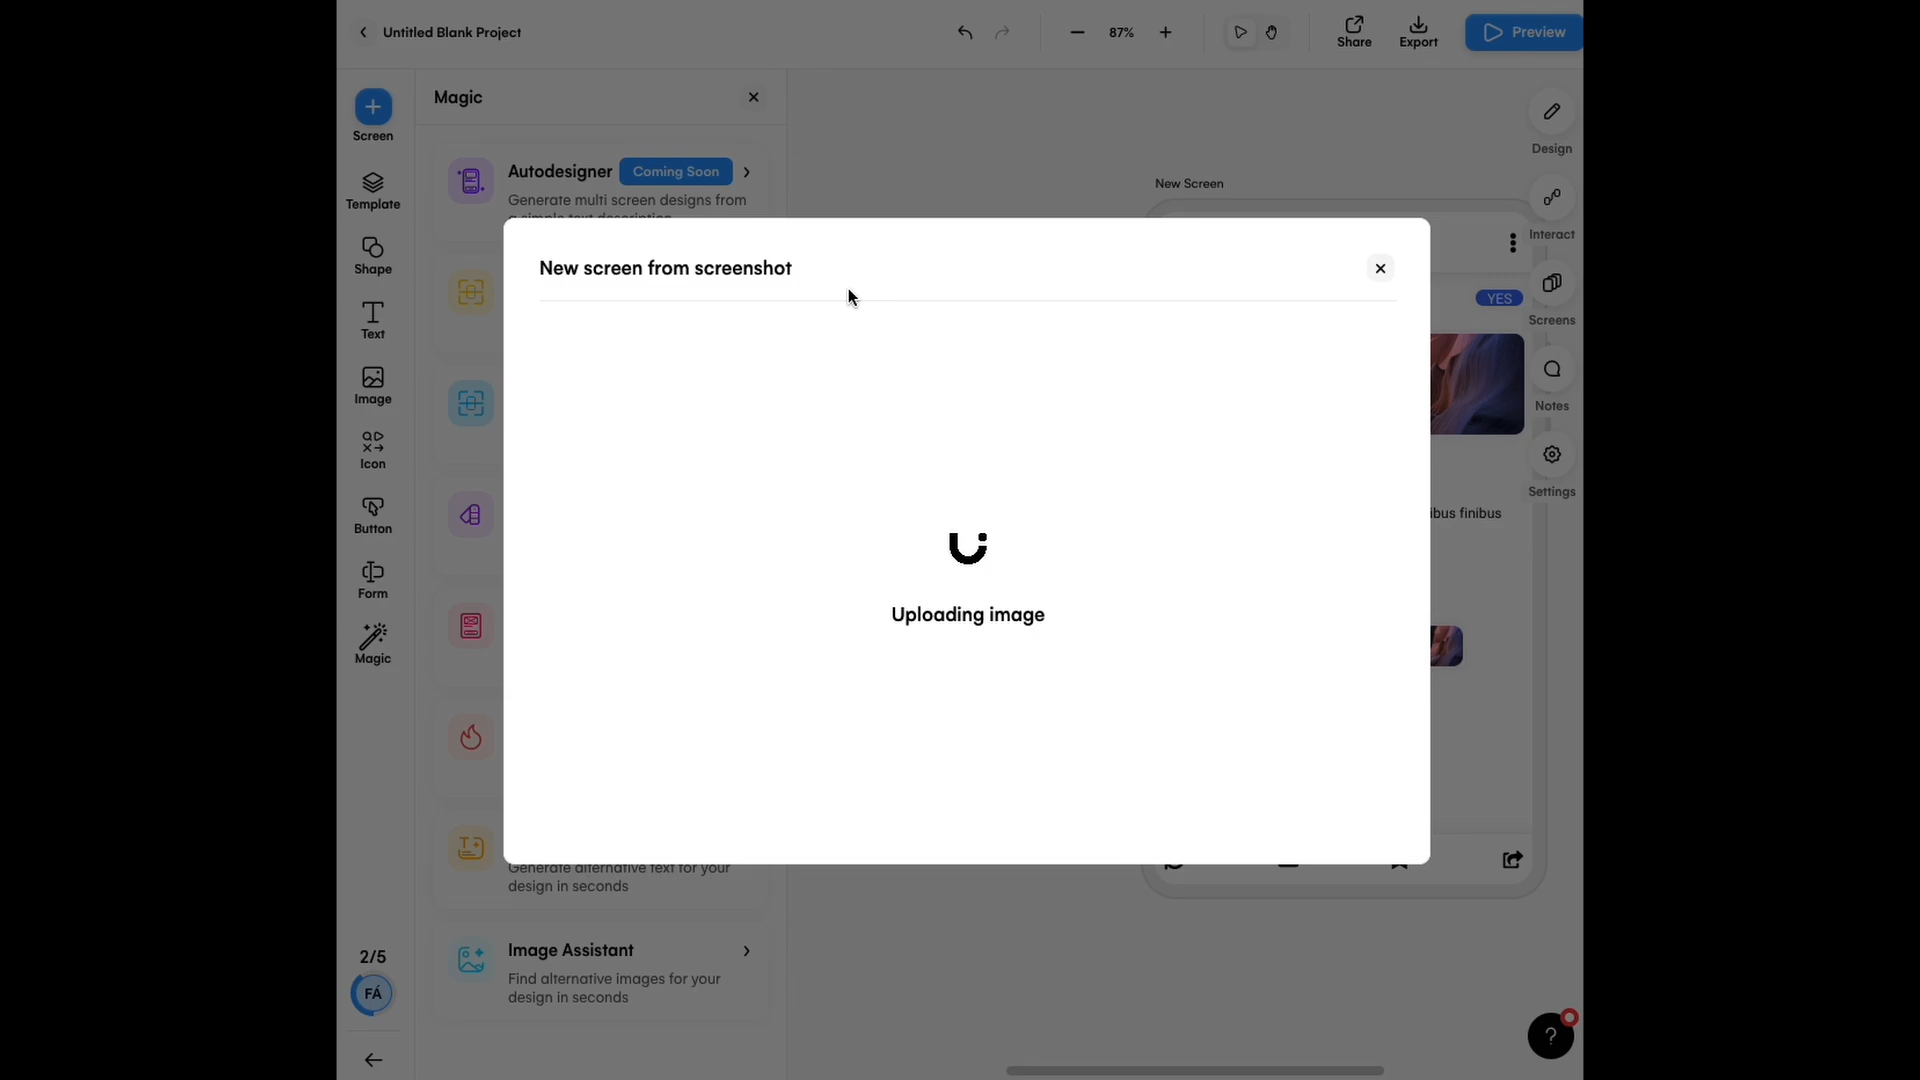 Untitled Blank Project
87%
Share
Export
Preview
Screen
Template
Shape
Text
Image
Icon
Button
Form
Magic
2/5
FÁ
Magic
Autodesigner
Coming Soon
Generate multi screen designs from
a simple text description
New screen from screenshot
Uploading image
Generate alternative text for your
design in seconds
Image Assistant
Find alternative images for your
design in seconds
New Screen
YES
ibus finibus
Design
Interact
Screens
Notes
Settings
?